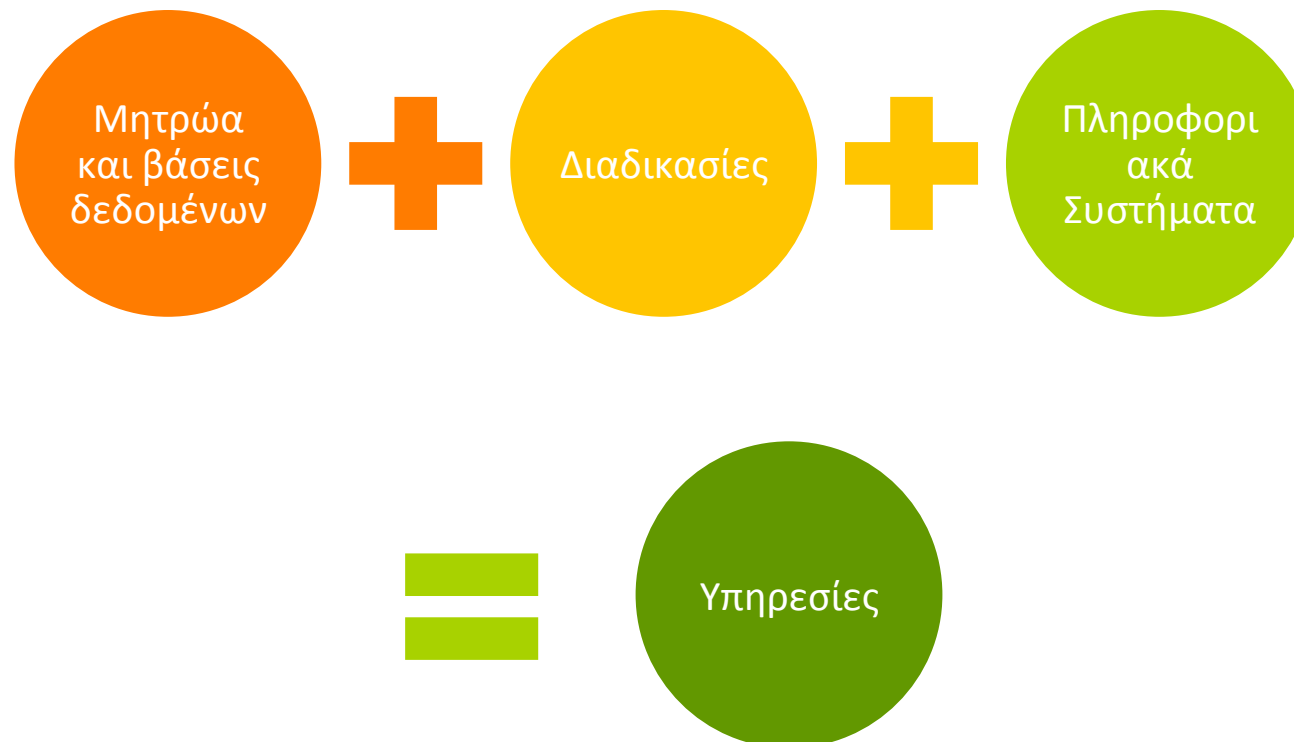 Μητρώα
και βάσεις
δεδομένων
Διαδικασίες
Πληροφορι
ακά
Συστήματα
Υπηρεσίες